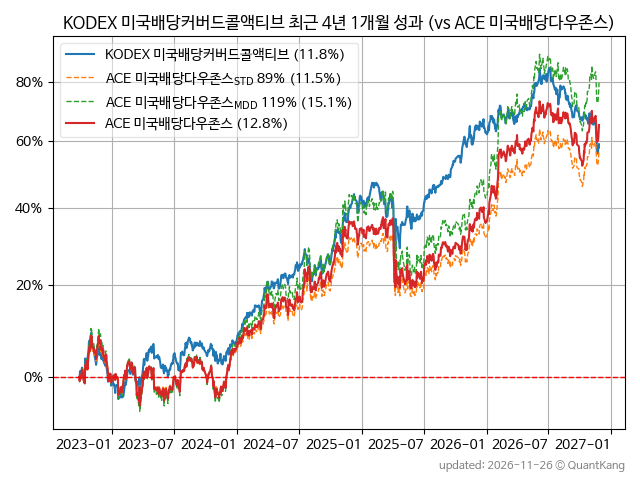 KODEX 미국배당커버드콜액티브 최근 4년 1개월 성과 (vs ACE 미국배당다우존스)
KODEX 미국배당커버드콜액티브 (11.8%)
ACE 미국배당다우존스STD 89% (11.5%)
ACE 미국배당다우존스MDD 119% (15.1%)
ACE 미국배당다우존스 (12.8%)
80%
60%
40%
20%
0%
2023-01 2023-07 2024-01 2024-07 2025-01 2025-07 2026-01 2026-07 2027-01
updated: 2026-11-26 © QuantKang